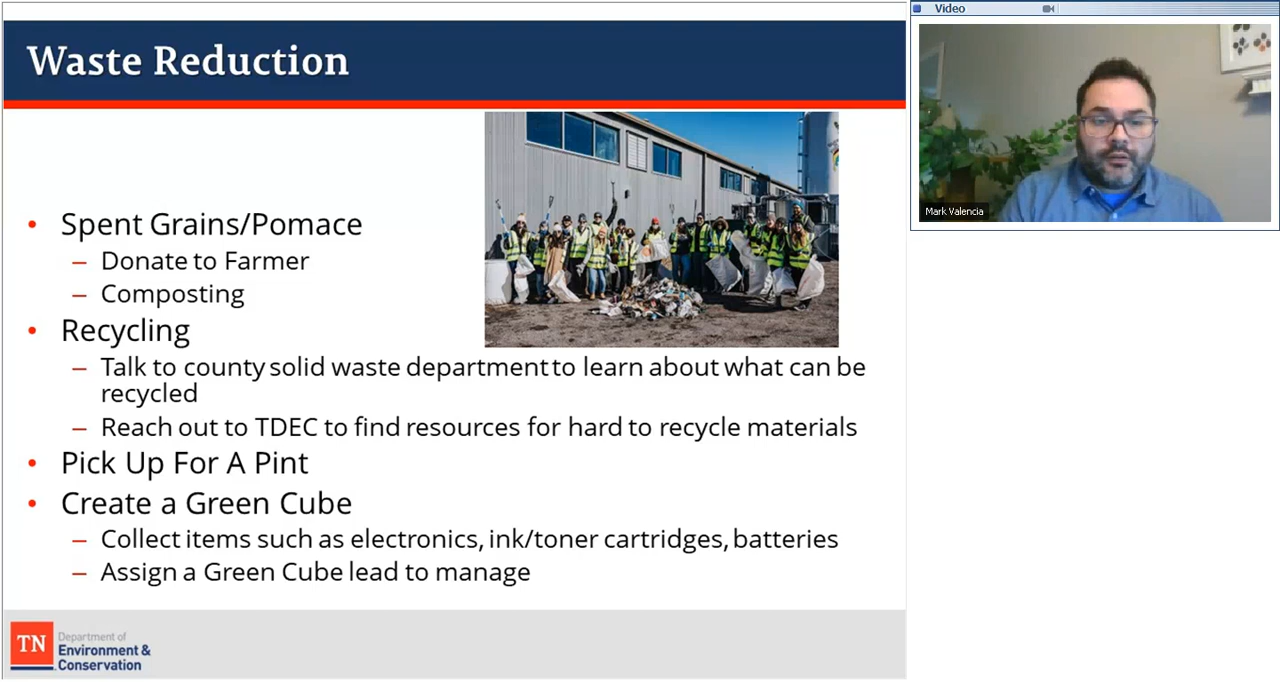 Waste Reduction
• Spent Grains/Pomace
– Donate to Farmer
– Composting
• Recycling
– Talk to county solid waste department to learn about what can be
recycled
– Reach out to TDEC to find resources for hard to recycle materials
• Pick Up For A Pint
• Create a Green Cube
– Collect items such as electronics, ink/toner cartridges, batteries
– Assign a Green Cube lead to manage
TN
Department of
Environment &
Conservation
Video
Mark Valencia